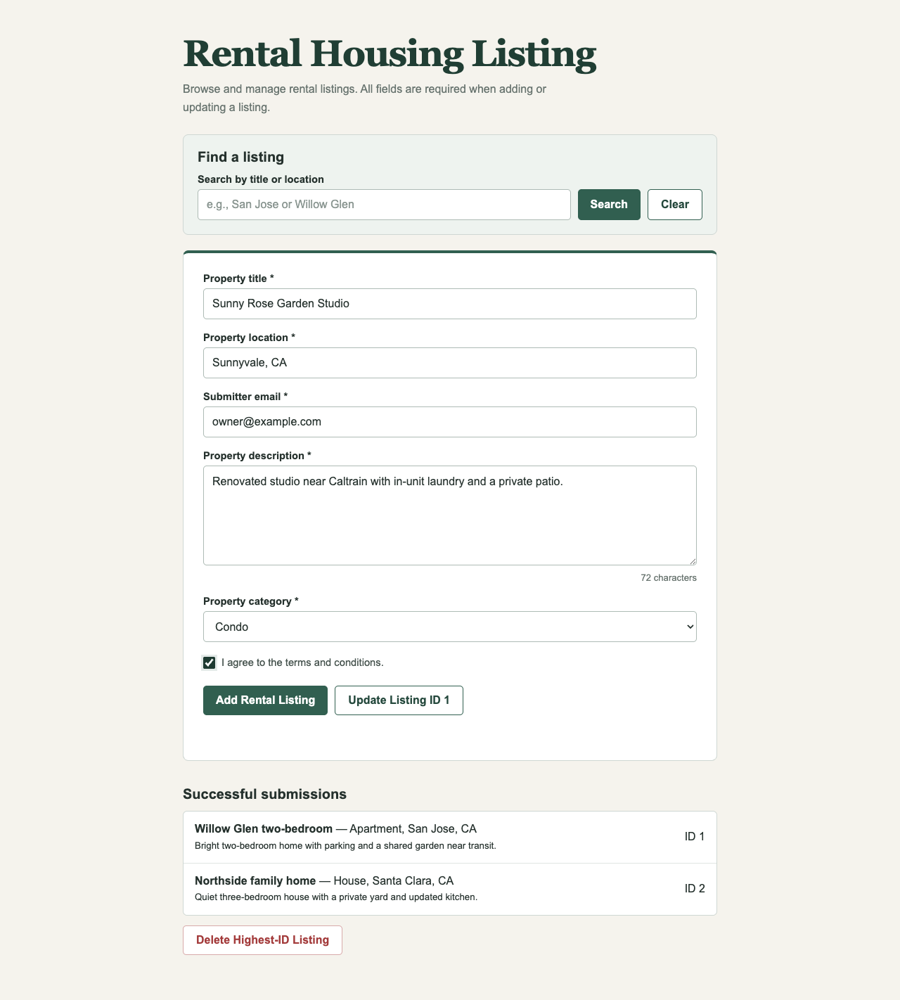 Rental Housing Listing
Browse and manage rental listings. All fields are required when adding or
updating a listing.
Find a listing
Search by title or location
e.g., San Jose or Willow Glen
Search
Clear
Property title *
Sunny Rose Garden Studio
Property location *
Sunnyvale, CA
Submitter email *
owner@example.com
Property description *
Renovated studio near Caltrain with in-unit laundry and a private patio.
72 characters
Property category *
Condo
I agree to the terms and conditions.
Add Rental Listing
Update Listing ID 1
Successful submissions
Willow Glen two-bedroom — Apartment, San Jose, CA
Bright two-bedroom home with parking and a shared garden near transit.
ID 1
Northside family home — House, Santa Clara, CA
Quiet three-bedroom house with a private yard and updated kitchen.
ID 2
Delete Highest-ID Listing